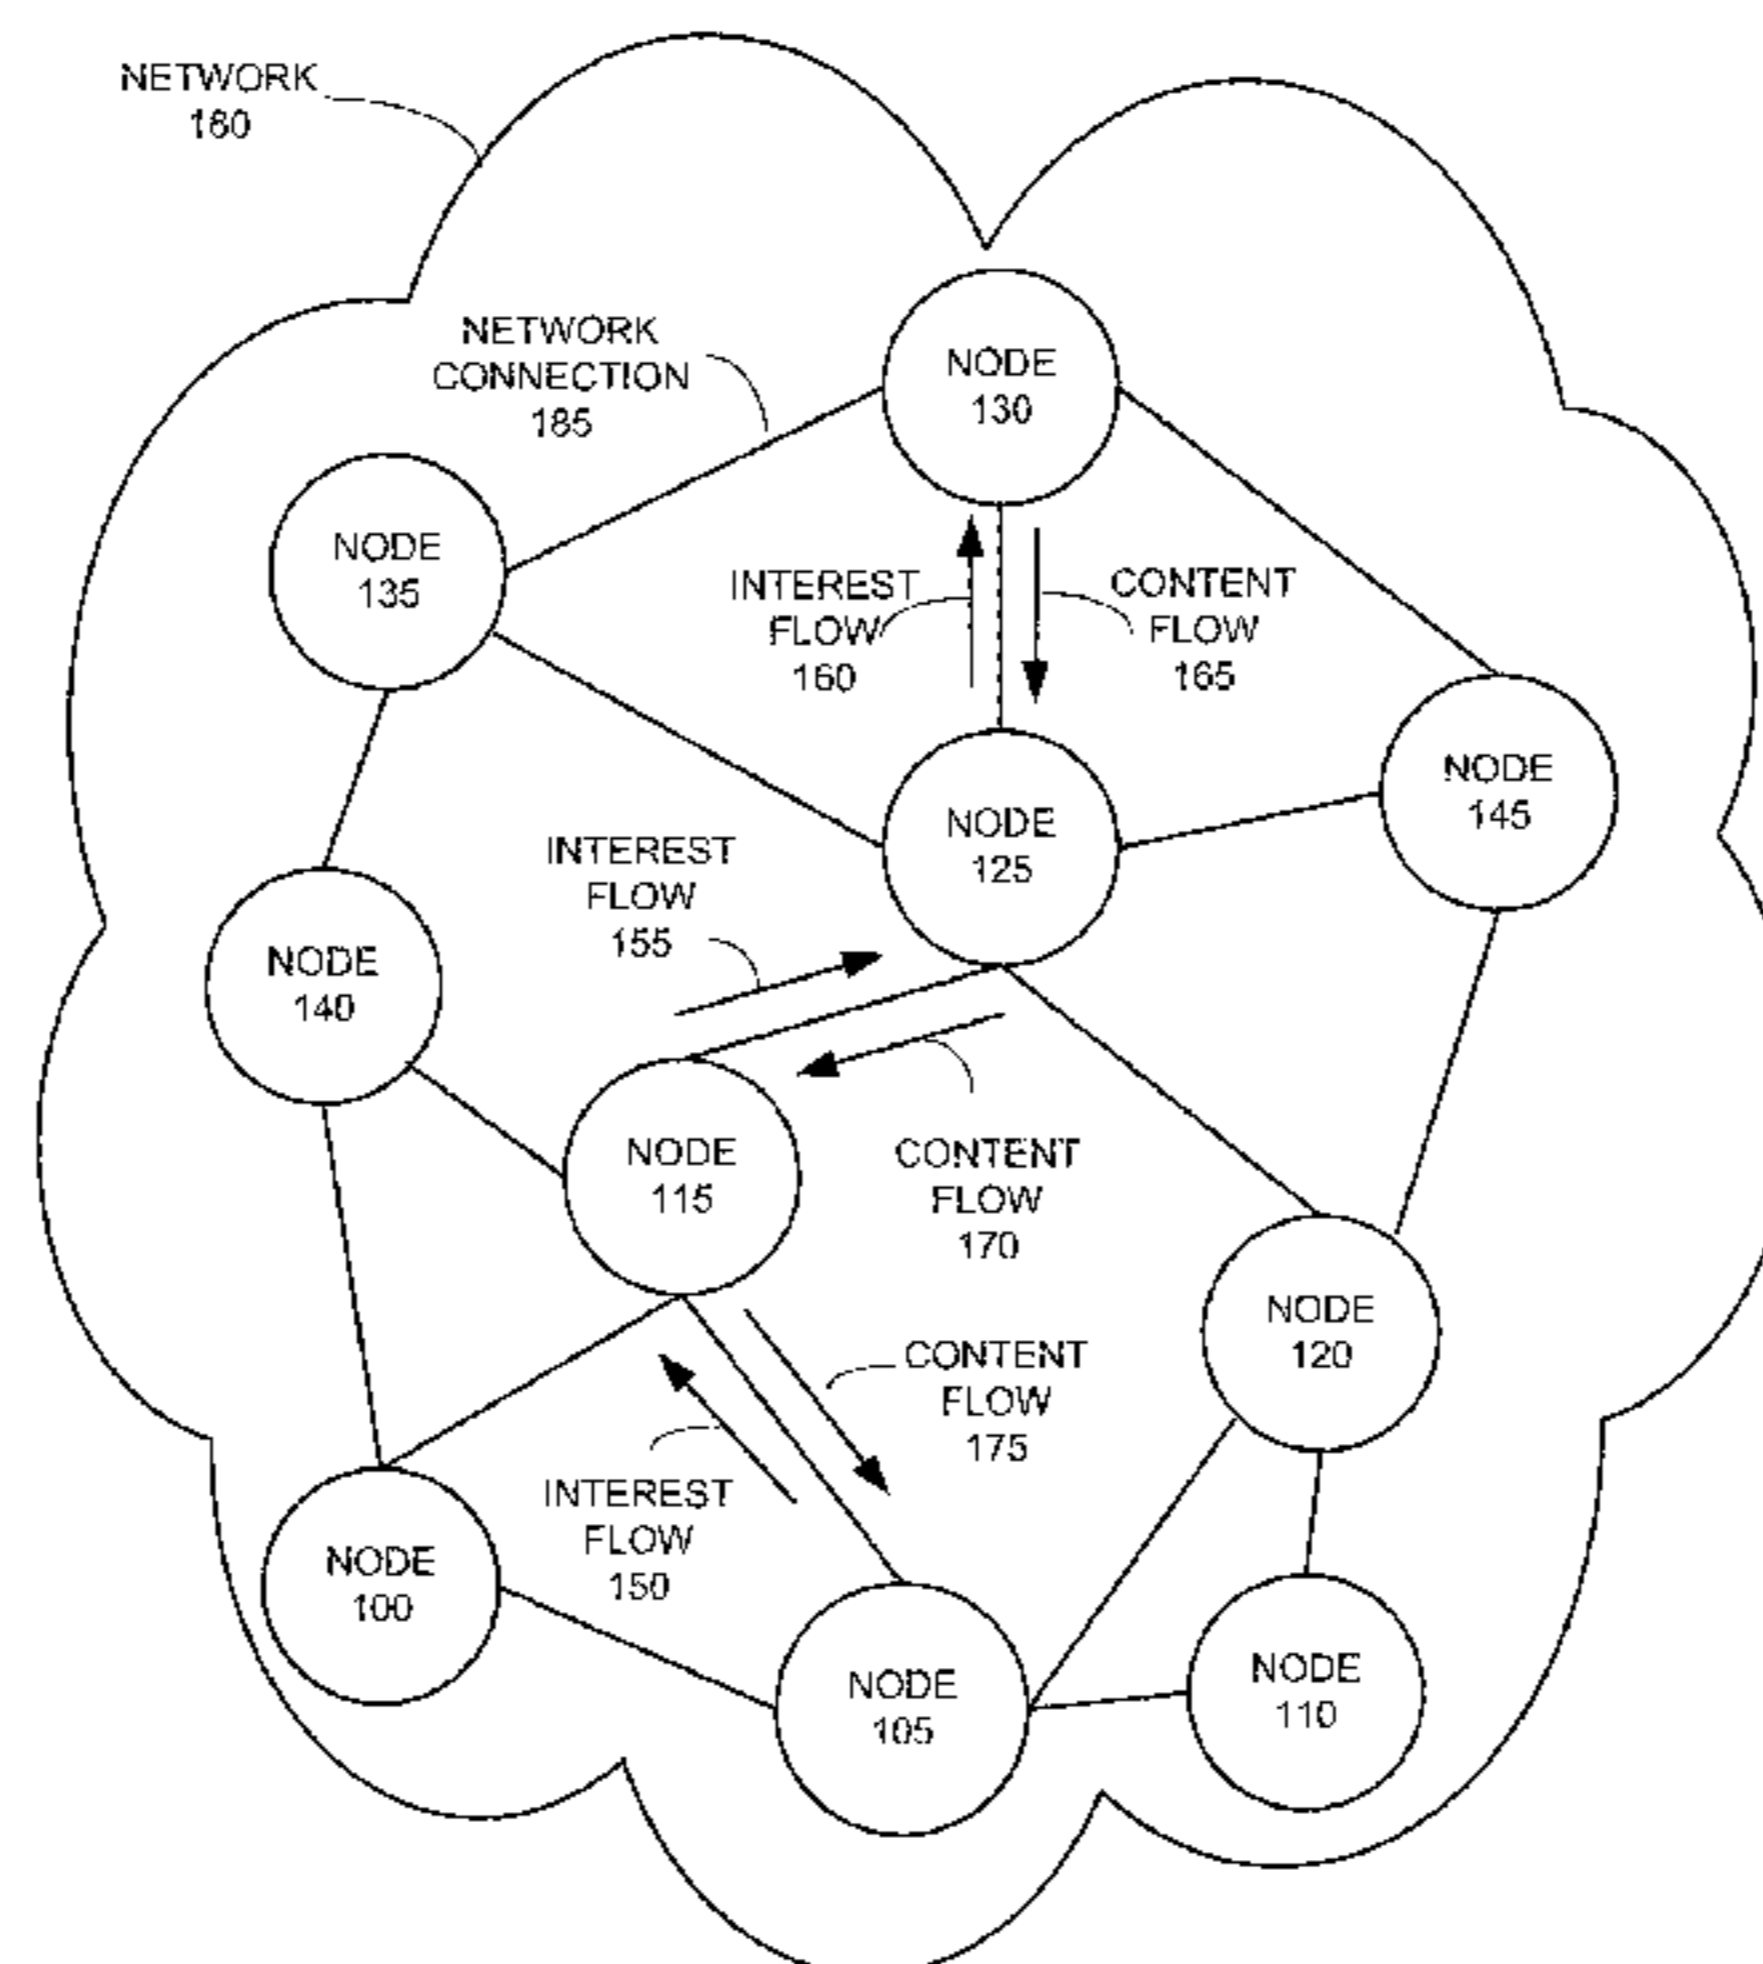 NETWORK
180
NETWORK
CONNECTION
185
NODE
130
NODE
135
INTEREST
FLOW
160
CONTENT
FLOW
165
NODE
145
NODE
125
INTEREST
FLOW
155
NODE
140
NODE
115
CONTENT
FLOW
170
NODE
120
CONTENT
FLOW
175
INTEREST
FLOW
150
NODE
100
NODE
105
NODE
110